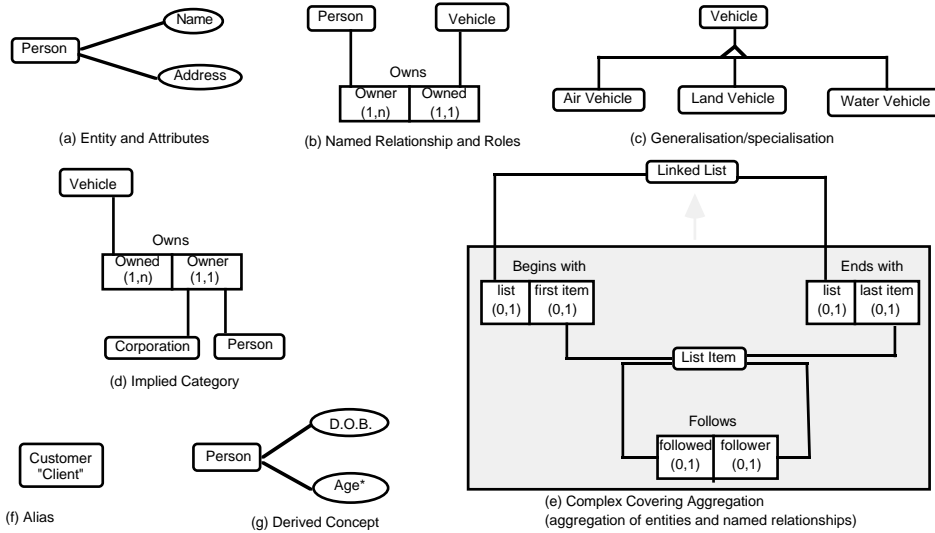 Person
Name
Address
(a) Entity and Attributes
Person
Vehicle
Owns
Owner
(1,n)
Owned
(1,1)
(b) Named Relationship and Roles
Vehicle
Air Vehicle
Land Vehicle
Water Vehicle
(c) Generalisation/specialisation
Vehicle
Owns
Owned
(1,n)
Owner
(1,1)
Corporation
Person
(d) Implied Category
Linked List
Begins with
list
(0,1)
first item
(0,1)
Ends with
list
(0,1)
last item
(0,1)
List Item
Follows
followed
(0,1)
follower
(0,1)
(e) Complex Covering Aggregation
(aggregation of entities and named relationships)
Customer
"Client"
(f) Alias
Person
D.O.B.
Age*
(g) Derived Concept